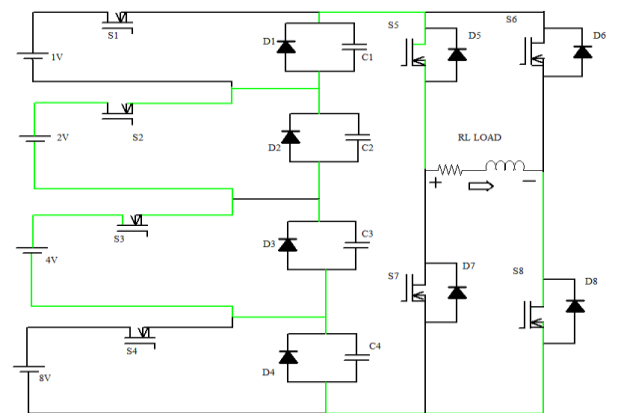 S1
1V
D1
C1
S5
D5
S6
D6
S2
2V
D2
C2
RL LOAD
+
−
S3
4V
D3
C3
S7
D7
S8
D8
S4
8V
D4
C4